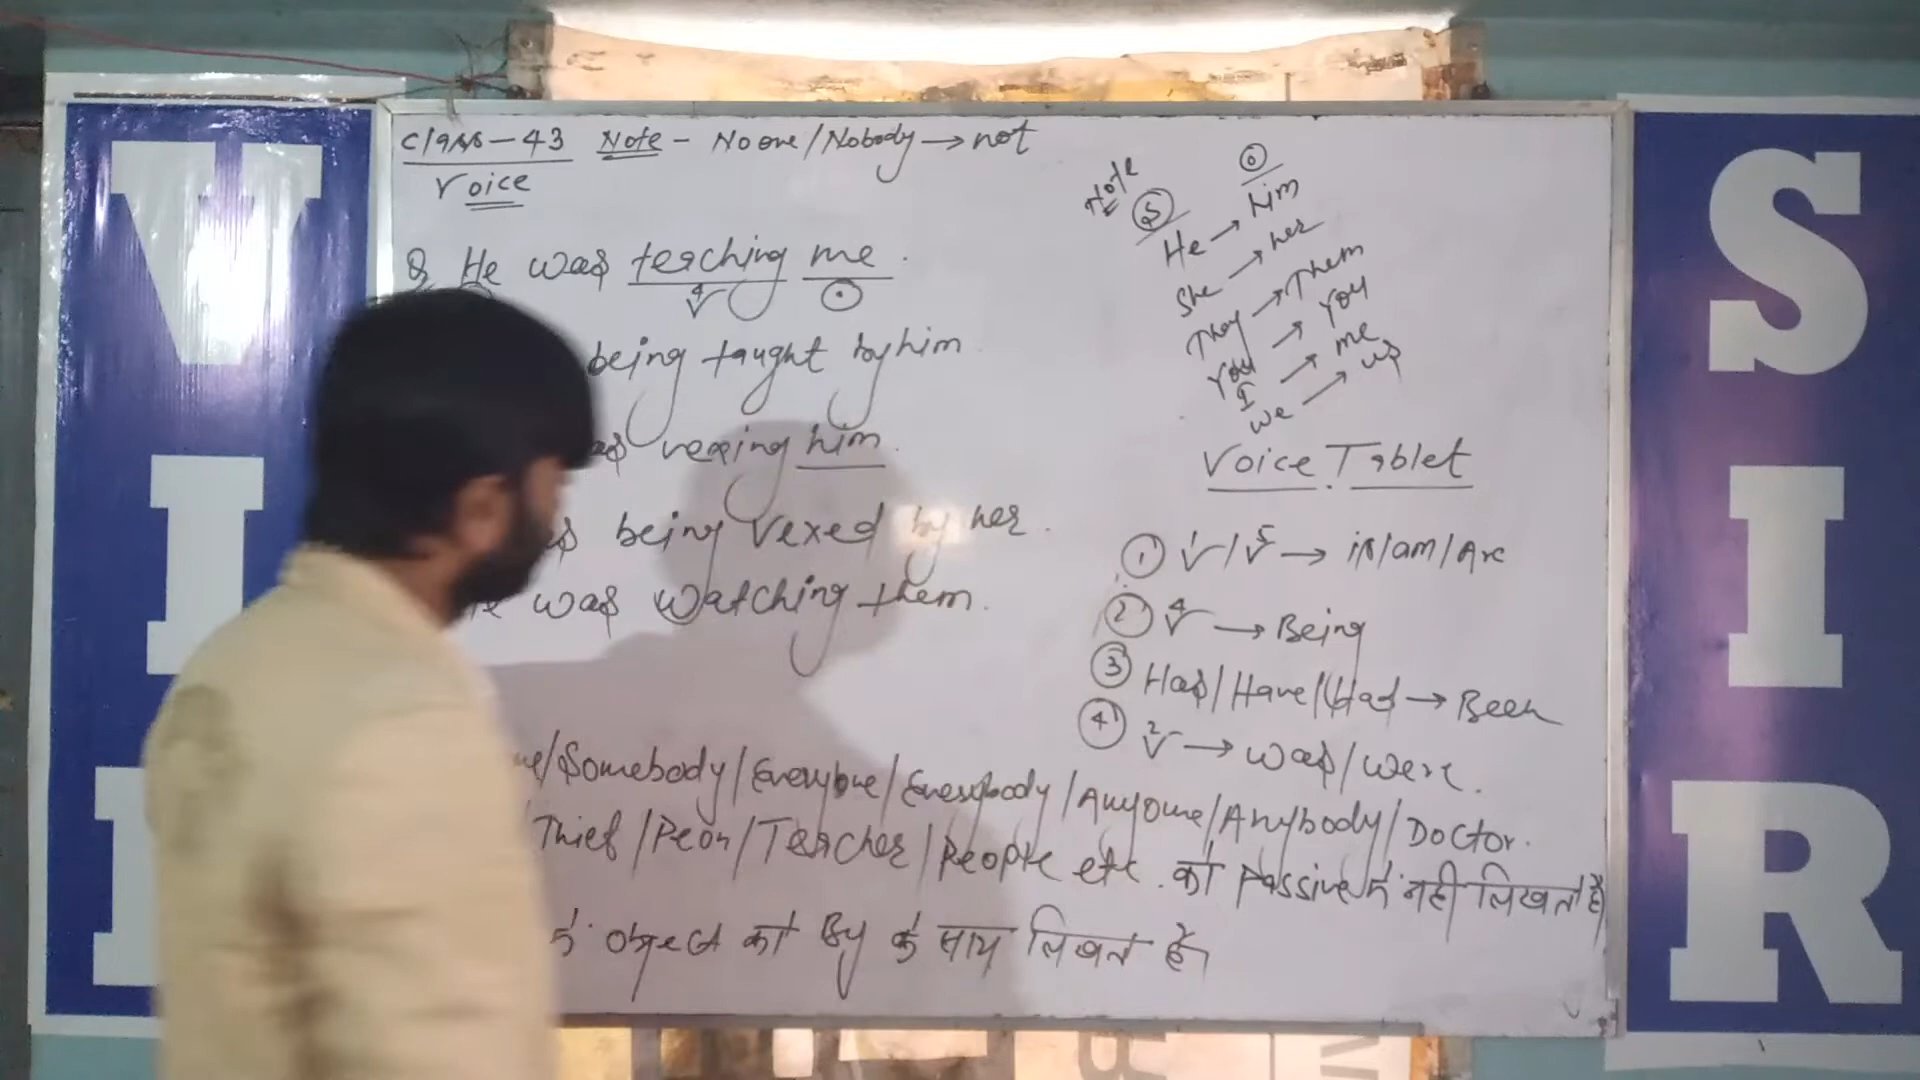 Class-43 Note - No one/Nobody → not
Voice
Q He was teaching me.
V4 O
being taught by him
vexing him.
being vexed by her.
was watching them.
/Somebody/Everyone/Everybody/Anyone/Anybody/Doctor.
Thief/Peon/Teacher/People etc. को Passive में नही लिखते हैं
में object को By के साथ लिखते हैं
Note
S O
He → him
She → her
They → Them
You → You
I → me
We → us
Voice Tablet
① V1/V5 → is/am/Are
② V4 → Being
③ Has/Have/Had → Been
④ V2 → was/were.
V
I
S
I
R